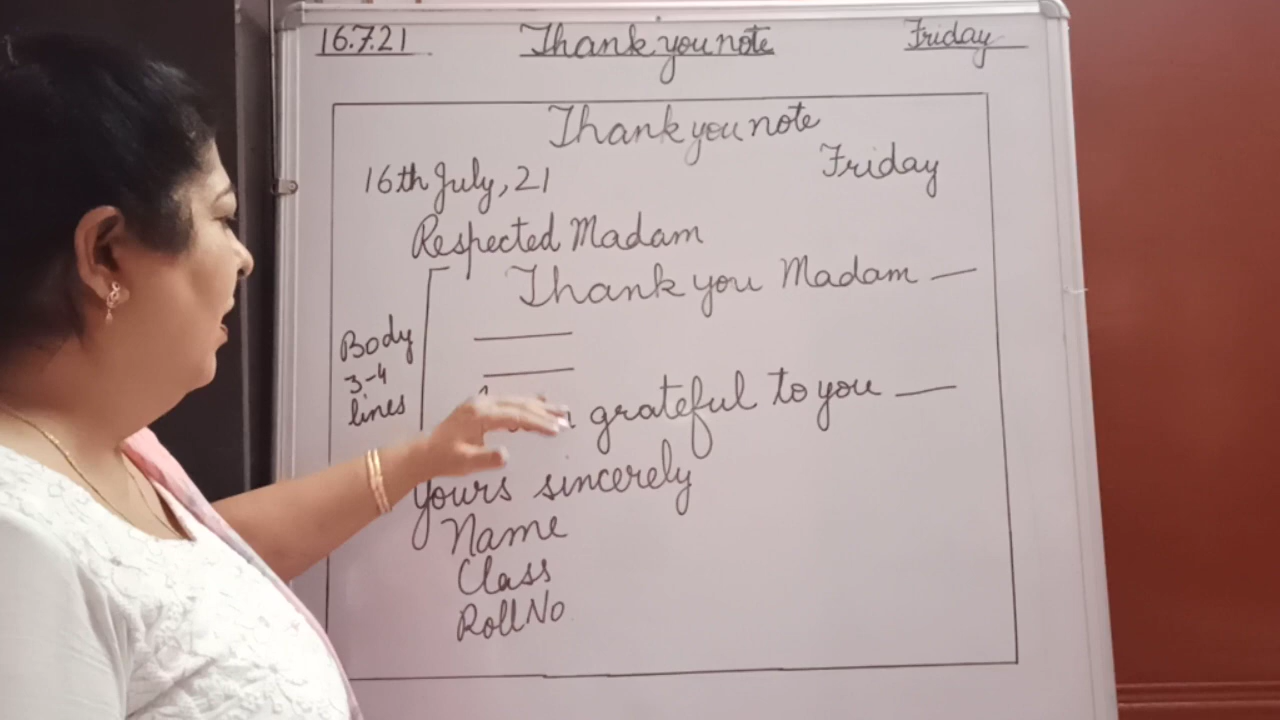 16.7.21 Thank you note Friday
Thank you note
16th July, 21 Friday
Respected Madam
Thank you Madam —
Body
3-4
lines
grateful to you —
Yours sincerely
Name
Class
Roll No